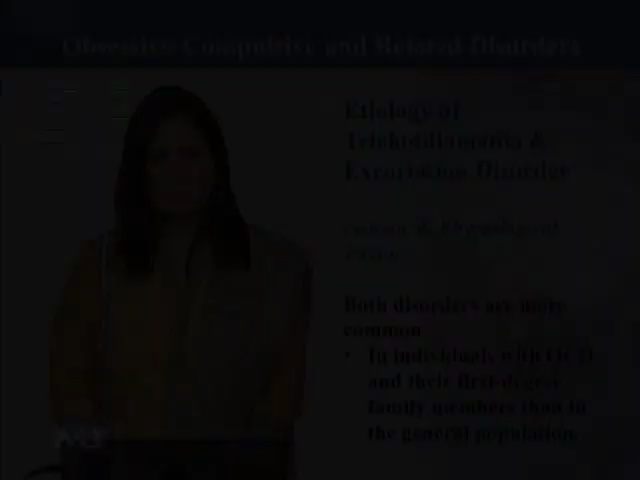 Obsessive-Compulsive and Related Disorders
Etiology of
Trichotillomania &
Excoriation Disorder
Genetic & Physiological
Factors
Both disorders are more
common
• In individuals with OCD
and their first-degree
family members than in
the general population.